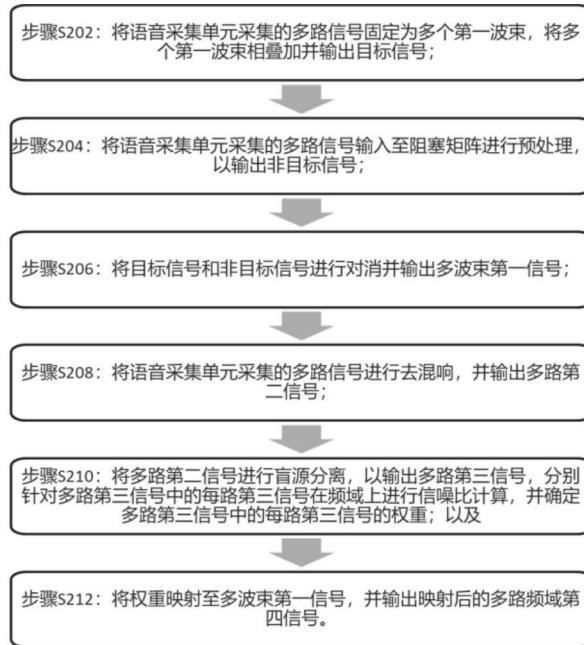 步骤S202：将语音采集单元采集的多路信号固定为多个第一波束，将多
个第一波束相叠加并输出目标信号；
步骤S204：将语音采集单元采集的多路信号输入至阻塞矩阵进行预处理，
以输出非目标信号；
步骤S206：将目标信号和非目标信号进行对消并输出多波束第一信号；
步骤S208：将语音采集单元采集的多路信号进行去混响，并输出多路第
二信号；
步骤S210：将多路第二信号进行盲源分离，以输出多路第三信号，分别
针对多路第三信号中的每路第三信号在频域上进行信噪比计算，并确定
多路第三信号中的每路第三信号的权重；以及
步骤S212：将权重映射至多波束第一信号，并输出映射后的多路频域第
四信号。